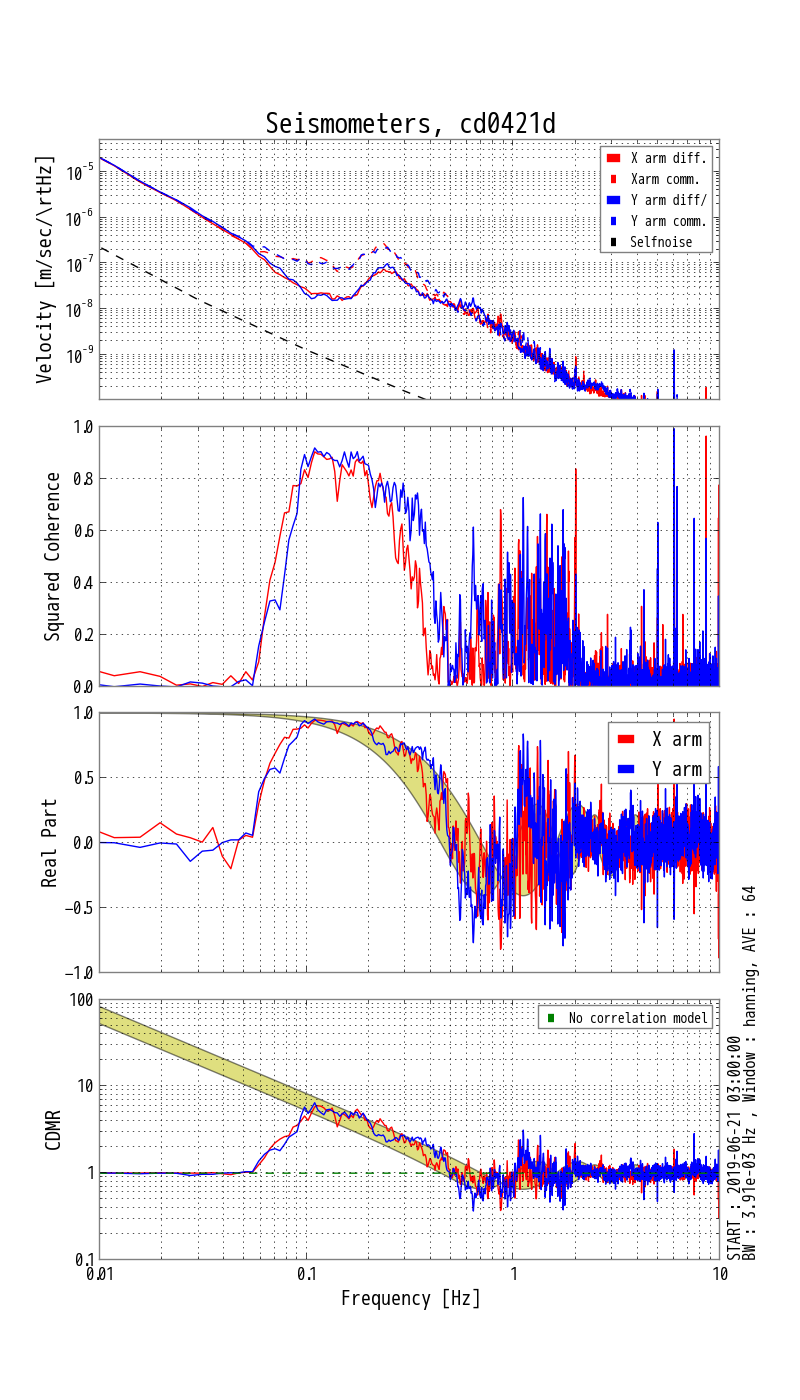 Seismometers, cd0421d
Velocity [m/sec/\rtHz]
10⁻⁵
10⁻⁶
10⁻⁷
10⁻⁸
10⁻⁹
X arm diff.
Xarm comm.
Y arm diff/
Y arm comm.
Selfnoise
Squared Coherence
1.0
0.8
0.6
0.4
0.2
0.0
Real Part
1.0
0.5
0.0
−0.5
−1.0
X arm
Y arm
CDMR
100
10
1
0.1
No correlation model
0.01
0.1
1
10
Frequency [Hz]
START : 2019-06-21 03:00:00
BW : 3.91e-03 Hz , Window : hanning, AVE : 64